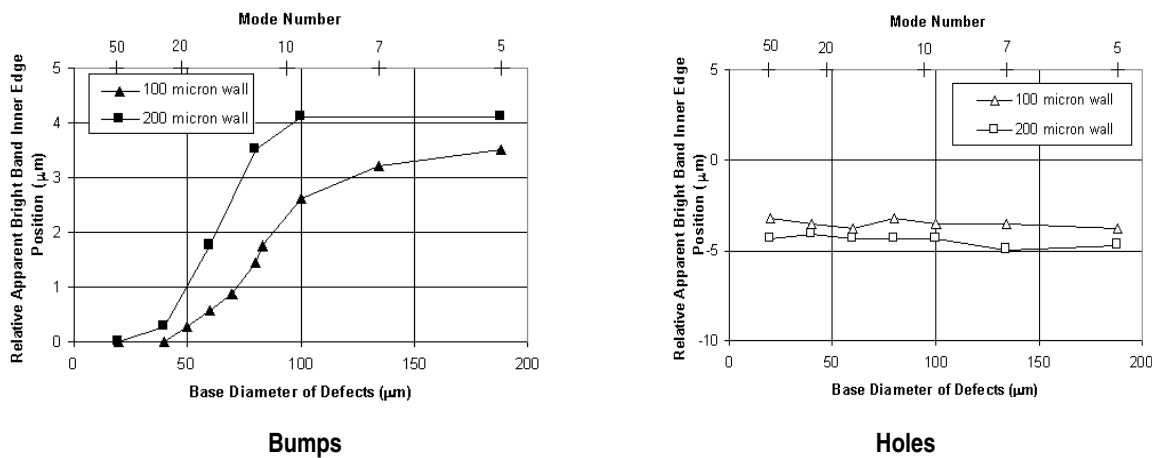 Mode Number
50 20 10 7 5
Relative Apparent Bright Band Inner Edge
Position (μm)
5
4
3
2
1
0
100 micron wall
200 micron wall
0 50 100 150 200
Base Diameter of Defects (μm)
Bumps
Mode Number
50 20 10 7 5
Relative Apparent Bright Band Inner Edge
Position (μm)
5
0
-5
-10
100 micron wall
200 micron wall
0 50 100 150 200
Base Diameter of Defects (μm)
Holes